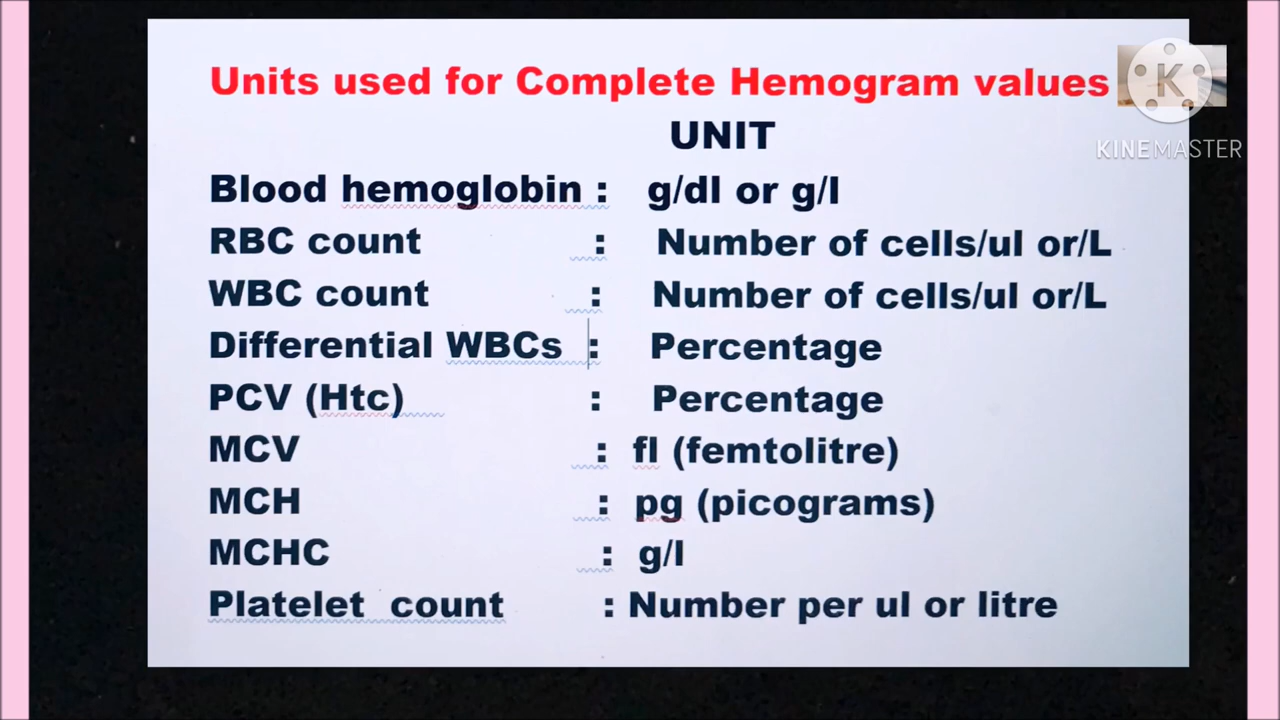 Units used for Complete Hemogram values
K
KINEMASTER
UNIT
Blood hemoglobin : g/dl or g/l
RBC count : Number of cells/ul or/L
WBC count : Number of cells/ul or/L
Differential WBCs : Percentage
PCV (Htc) : Percentage
MCV : fl (femtolitre)
MCH : pg (picograms)
MCHC : g/l
Platelet count : Number per ul or litre